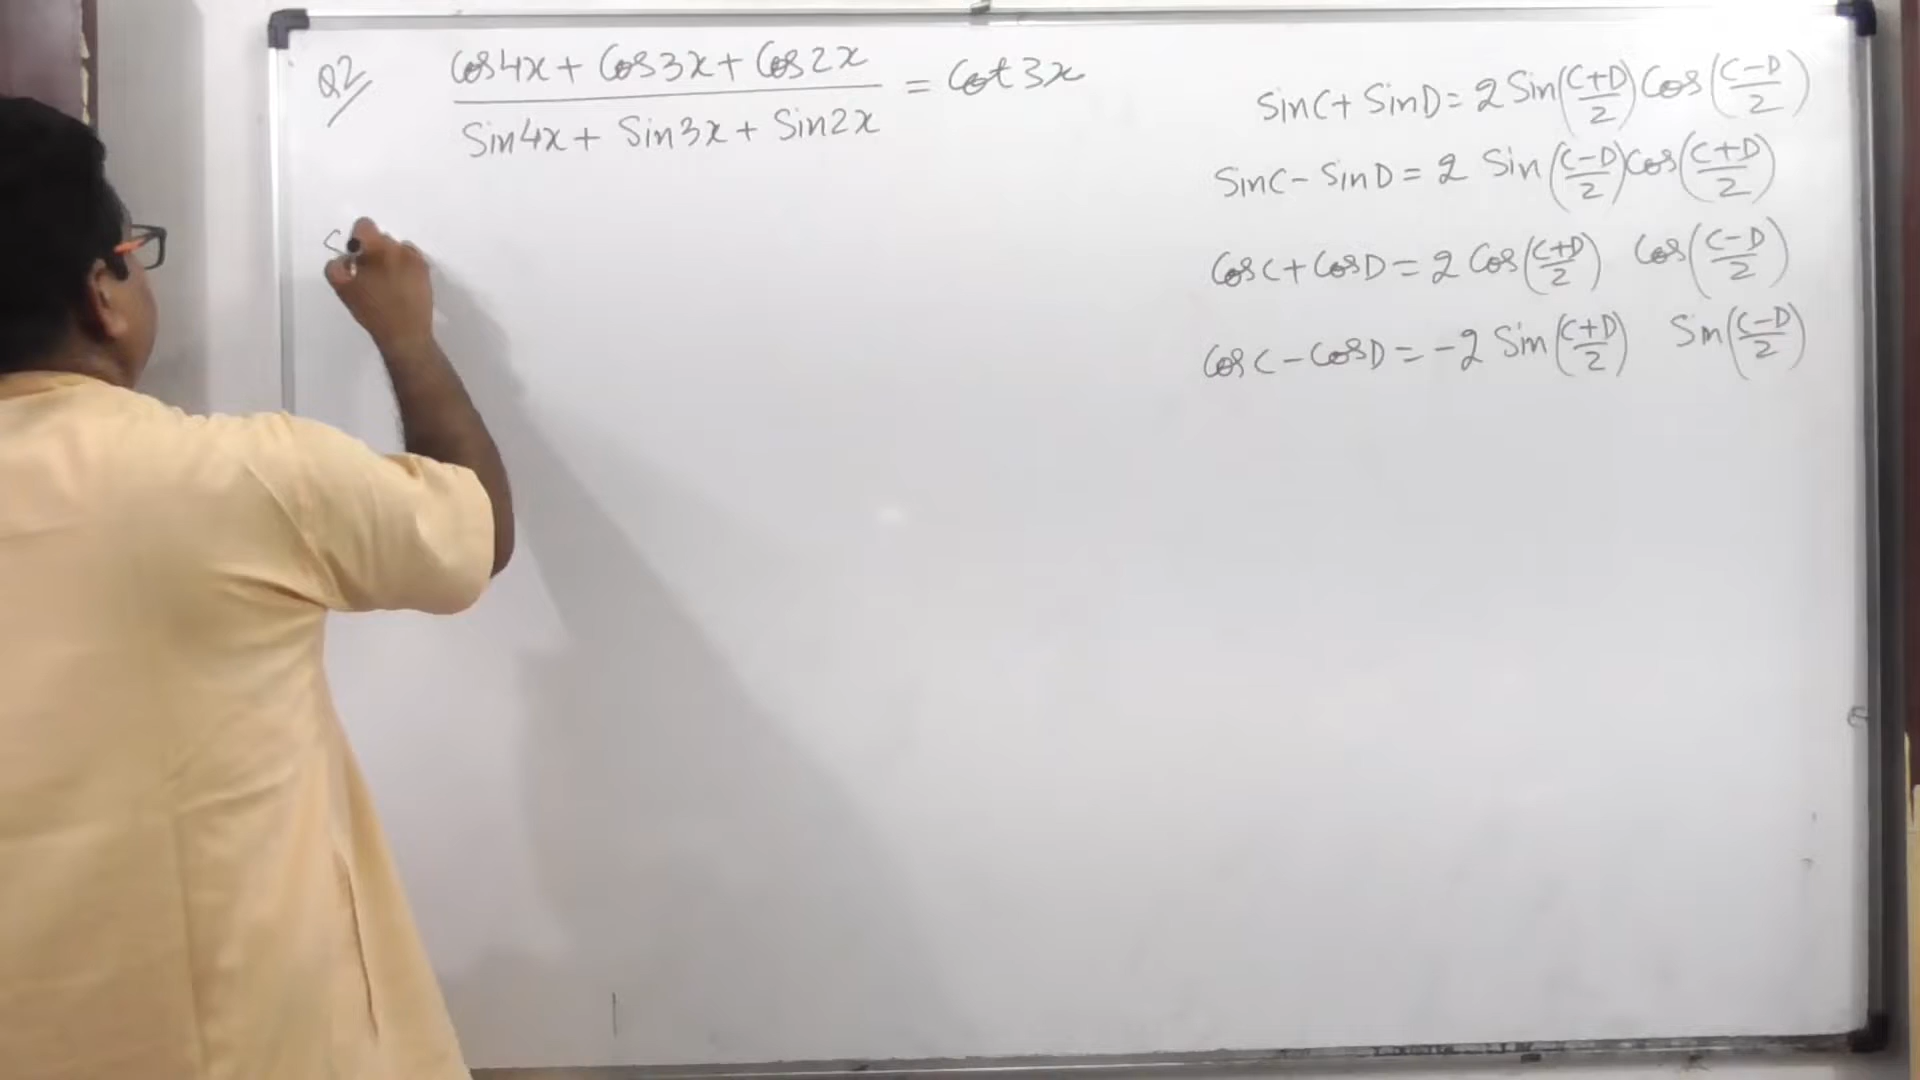 Q2 (Cos4x + Cos3x + Cos2x)/(Sin4x + Sin3x + Sin2x) = Cot3x
SinC + SinD = 2 Sin((C+D)/2) Cos((C-D)/2)
SinC - SinD = 2 Sin((C-D)/2) Cos((C+D)/2)
CosC + CosD = 2 Cos((C+D)/2) Cos((C-D)/2)
CosC - CosD = -2 Sin((C+D)/2) Sin((C-D)/2)
S